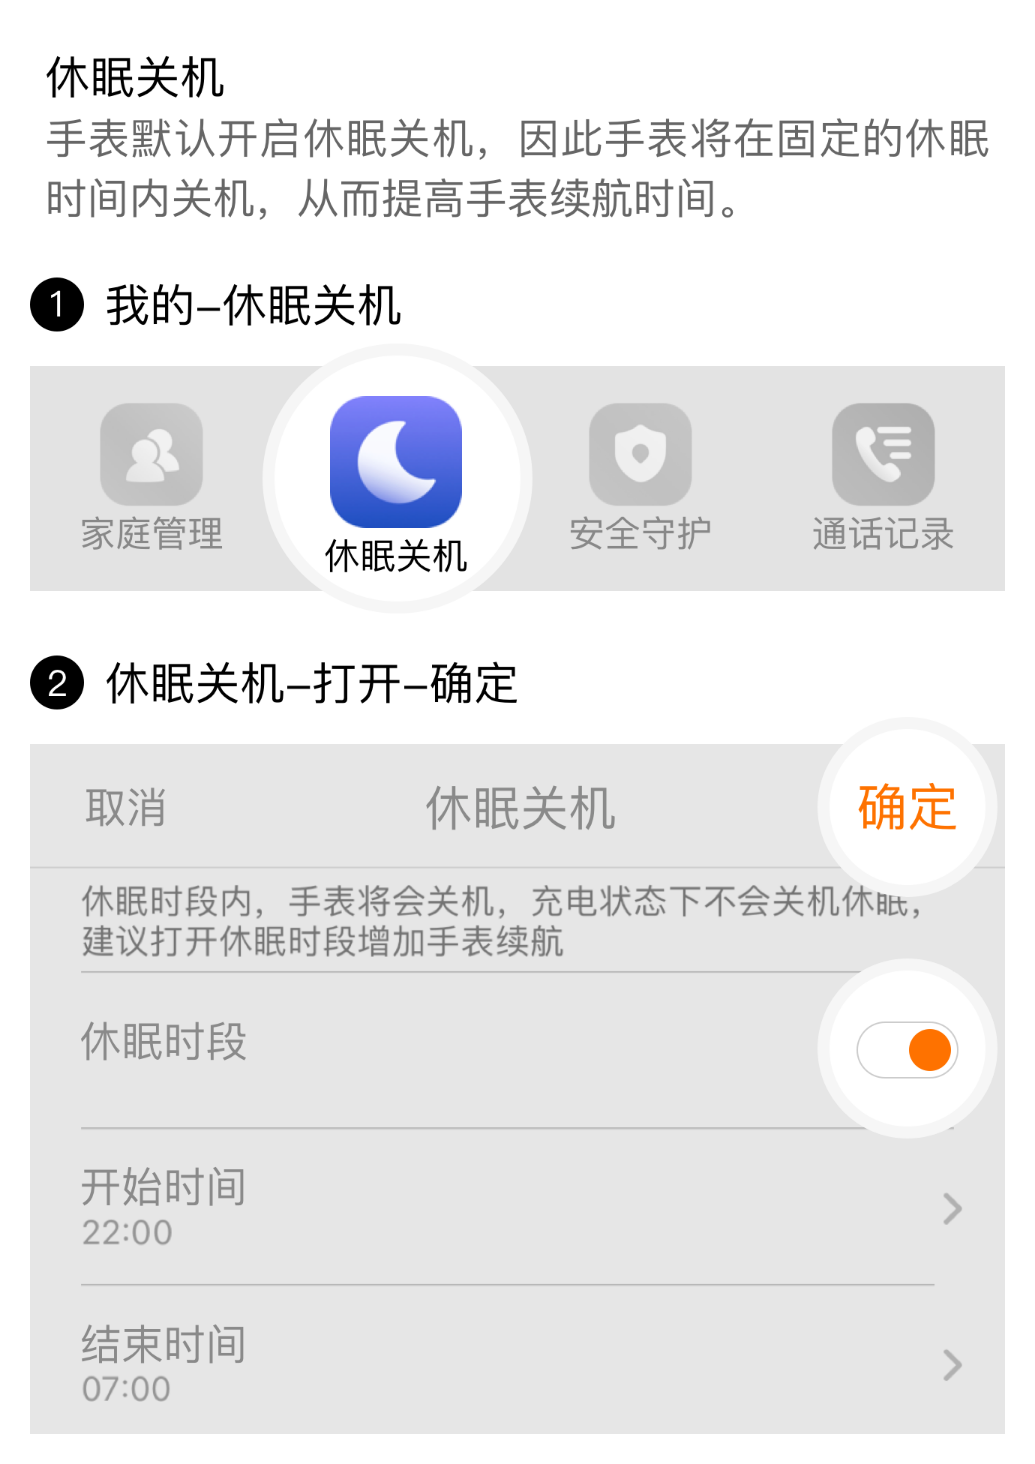 休眠关机
手表默认开启休眠关机，因此手表将在固定的休眠
时间内关机，从而提高手表续航时间。
1 我的–休眠关机
家庭管理
休眠关机
安全守护
通话记录
2 休眠关机–打开–确定
取消 休眠关机 确定
休眠时段内，手表将会关机，充电状态下不会关机休眠，
建议打开休眠时段增加手表续航
休眠时段
开始时间
22:00
结束时间
07:00